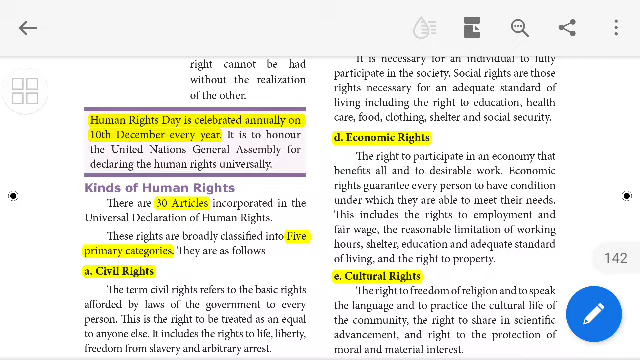 right cannot be had
without the realization
of the other.
Human Rights Day is celebrated annually on
10th December every year. It is to honour
the United Nations General Assembly for
declaring the human rights universally.
Kinds of Human Rights
There are 30 Articles incorporated in the
Universal Declaration of Human Rights.
These rights are broadly classified into Five
primary categories. They are as follows
a. Civil Rights
The term civil rights refers to the basic rights
afforded by laws of the government to every
person. This is the right to be treated as an equal
to anyone else. It includes the rights to life, liberty,
freedom from slavery and arbitrary arrest.
It is necessary for an individual to fully
participate in the society. Social rights are those
rights necessary for an adequate standard of
living including the right to education, health
care, food, clothing, shelter and social security.
d. Economic Rights
The right to participate in an economy that
benefits all and to desirable work. Economic
rights guarantee every person to have condition
under which they are able to meet their needs.
This includes the rights to employment and
fair wage, the reasonable limitation of working
hours, shelter, education and adequate standard
of living, and the right to property.
e. Cultural Rights
The right to freedom of religion and to speak
the language and to practice the cultural life of
the community, the right to share in scientific
advancement, and right to the protection of
moral and material interest.
142